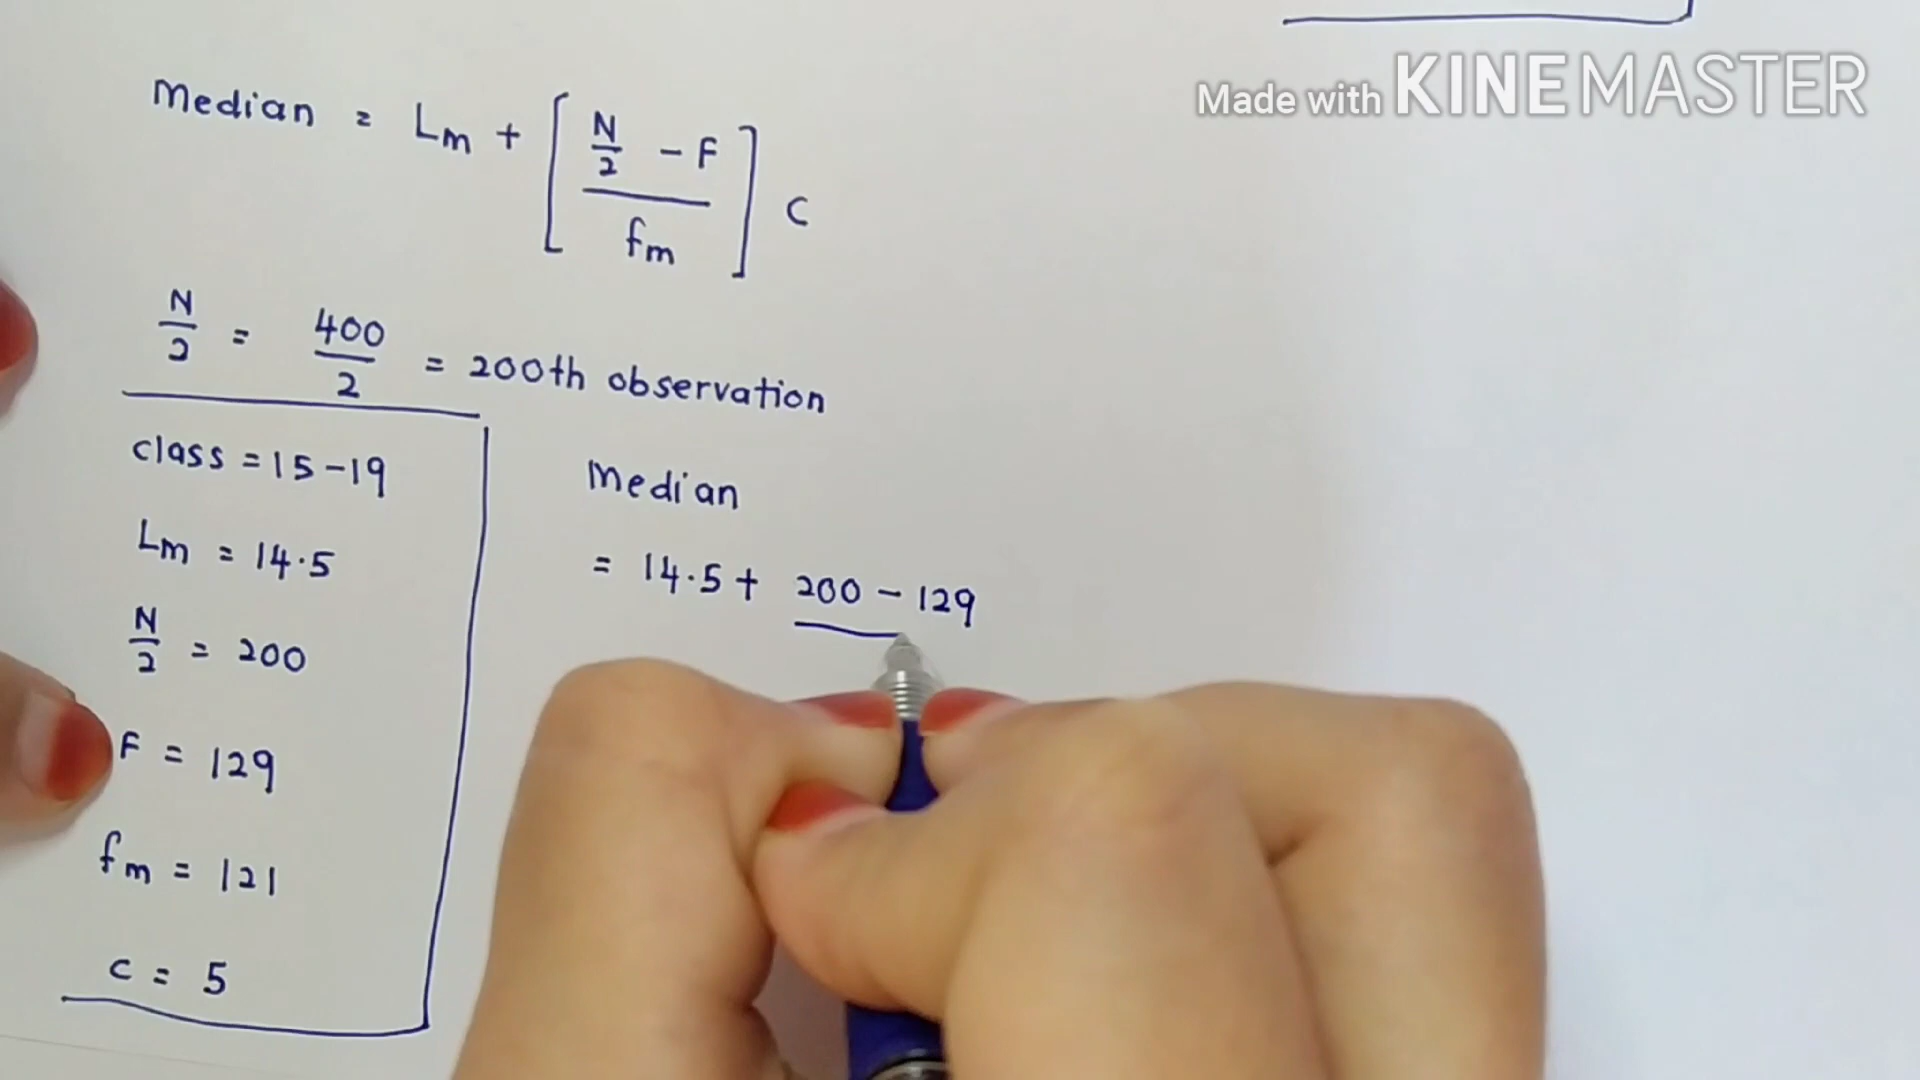 Made with KINEMASTER
Median = Lm + [ N/2 - F / fm ] c
N/2 = 400/2 = 200th observation
class = 15-19
Lm = 14.5
N/2 = 200
F = 129
fm = 121
c = 5
Median
= 14.5 + 200 - 129